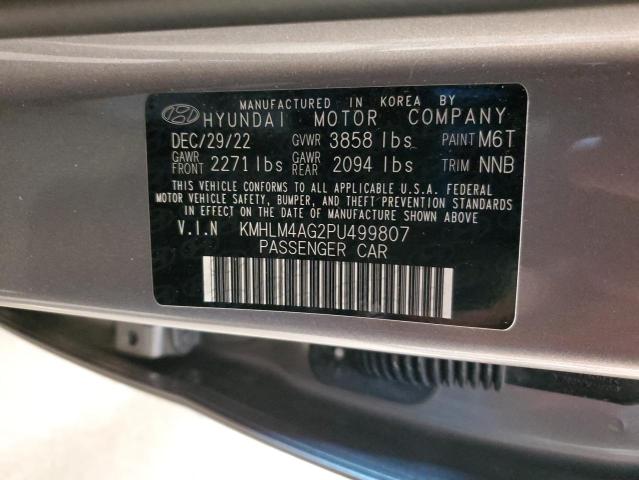 MANUFACTURED IN KOREA BY
HYUNDAI MOTOR COMPANY
DEC/29/22 GVWR 3858 lbs PAINT M6T
GAWR FRONT 2271 lbs GAWR REAR 2094 lbs TRIM NNB
THIS VEHICLE CONFORMS TO ALL APPLICABLE U.S.A. FEDERAL
MOTOR VEHICLE SAFETY, BUMPER, AND THEFT PREVENTION STANDARDS
IN EFFECT ON THE DATE OF MANUFACTURE SHOWN ABOVE.
V.I.N KMHLM4AG2PU499807
PASSENGER CAR